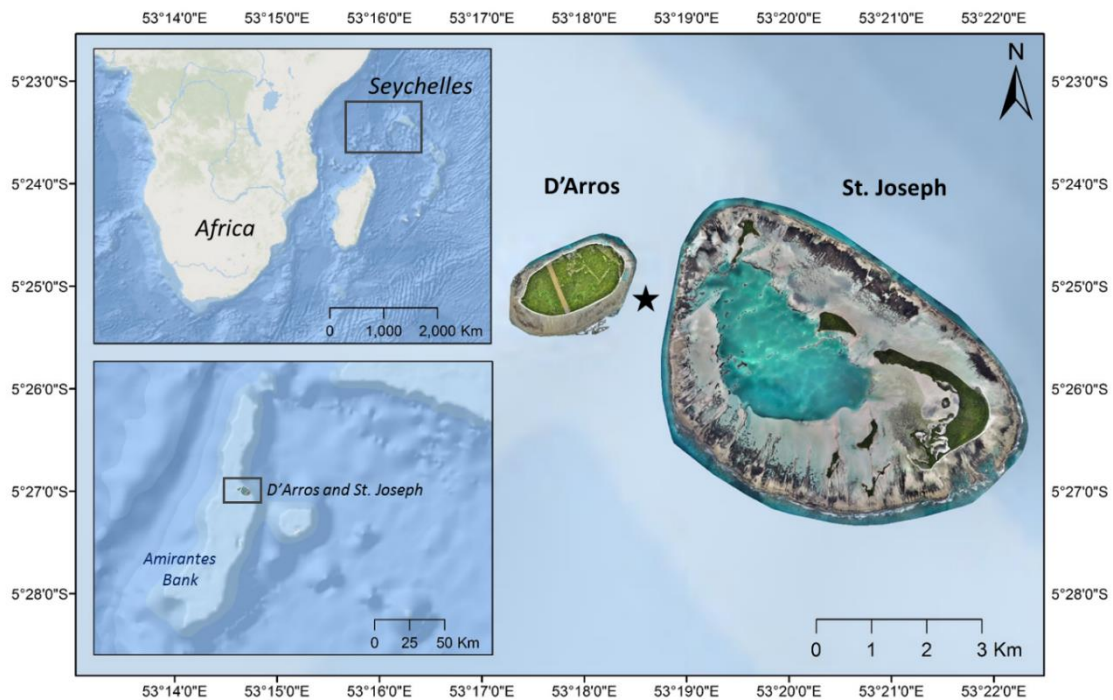 53°14'0"E 53°15'0"E 53°16'0"E 53°17'0"E 53°18'0"E 53°19'0"E 53°20'0"E 53°21'0"E 53°22'0"E
N
5°23'0"S 5°23'0"S
Seychelles
Africa
0 1,000 2,000 Km
D'Arros St. Joseph
5°24'0"S 5°24'0"S
5°25'0"S 5°25'0"S
5°26'0"S 5°26'0"S
D'Arros and St. Joseph
5°27'0"S 5°27'0"S
Amirantes
Bank
0 25 50 Km
5°28'0"S 5°28'0"S
0 1 2 3 Km
53°14'0"E 53°15'0"E 53°16'0"E 53°17'0"E 53°18'0"E 53°19'0"E 53°20'0"E 53°21'0"E 53°22'0"E